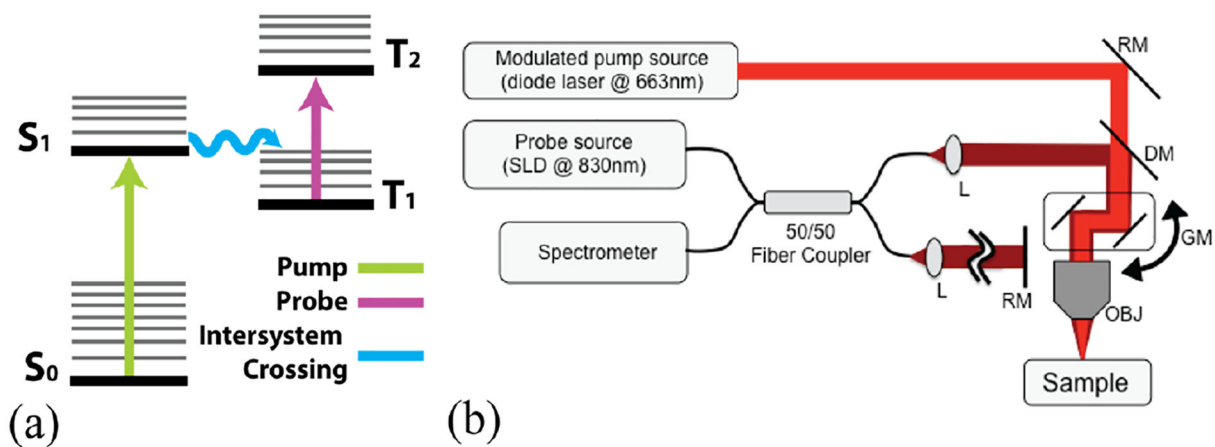 T2
S1
T1
Pump
Probe
Intersystem
Crossing
S0
(a)
Modulated pump source
(diode laser @ 663nm)
RM
Probe source
(SLD @ 830nm)
DM
L
50/50
Fiber Coupler
Spectrometer
GM
L
RM
OBJ
Sample
(b)